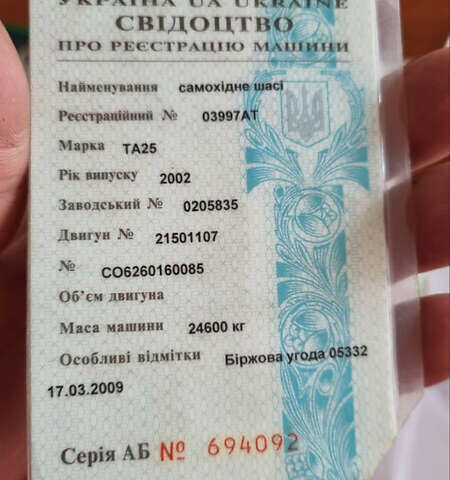 УКРАЇНА UA UKRAINE
СВІДОЦТВО
ПРО РЕЄСТРАЦІЮ МАШИНИ
Найменування самохідне шасі
Реєстраційний № 03997АТ
Марка ТА25
Рік випуску 2002
Заводський № 0205835
Двигун № 21501107
№ СО6260160085
Об'єм двигуна
Маса машини 24600 кг
Особливі відмітки Біржова угода 05332
17.03.2009
Серія АБ № 694092